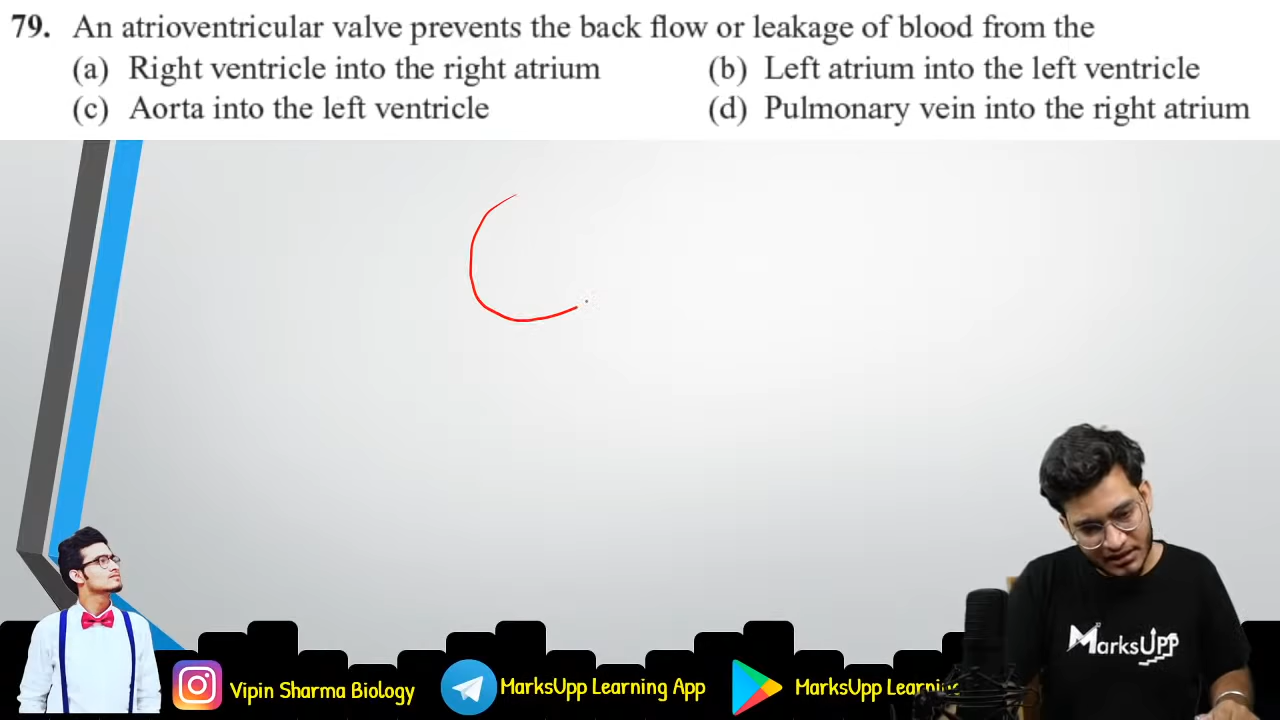 79. An atrioventricular valve prevents the back flow or leakage of blood from the
(a) Right ventricle into the right atrium (b) Left atrium into the left ventricle
(c) Aorta into the left ventricle (d) Pulmonary vein into the right atrium
MarksUpp
Vipin Sharma Biology MarksUpp Learning App MarksUpp Learning